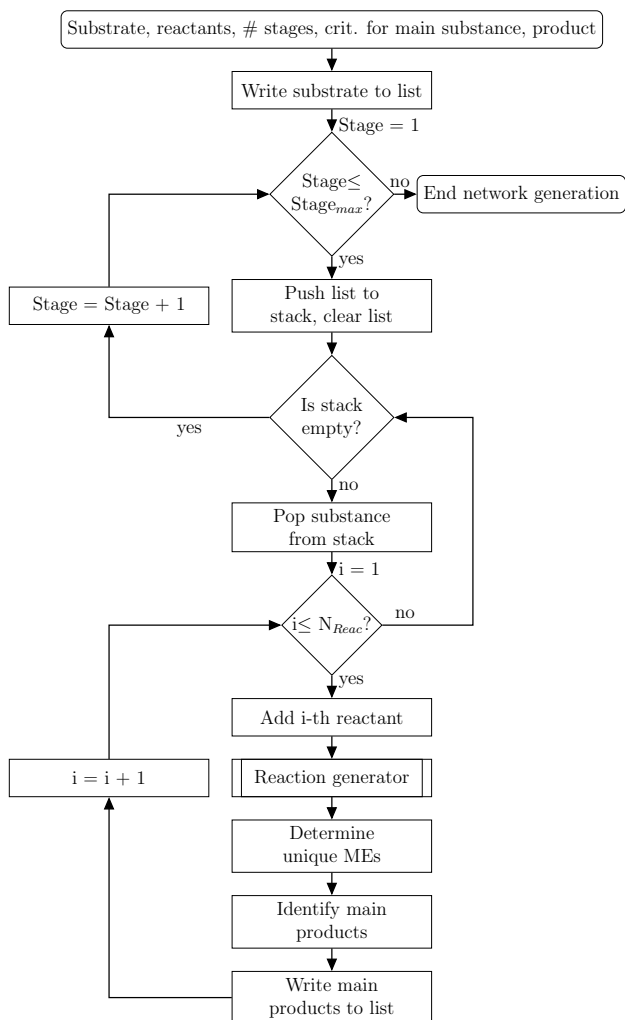 Substrate, reactants, # stages, crit. for main substance, product
Write substrate to list
Stage = 1
Stage≤
Stage_max?
no
End network generation
yes
Stage = Stage + 1
Push list to
stack, clear list
Is stack
empty?
yes
no
Pop substance
from stack
i = 1
i≤ N_Reac?
no
yes
Add i-th reactant
i = i + 1
Reaction generator
Determine
unique MEs
Identify main
products
Write main
products to list